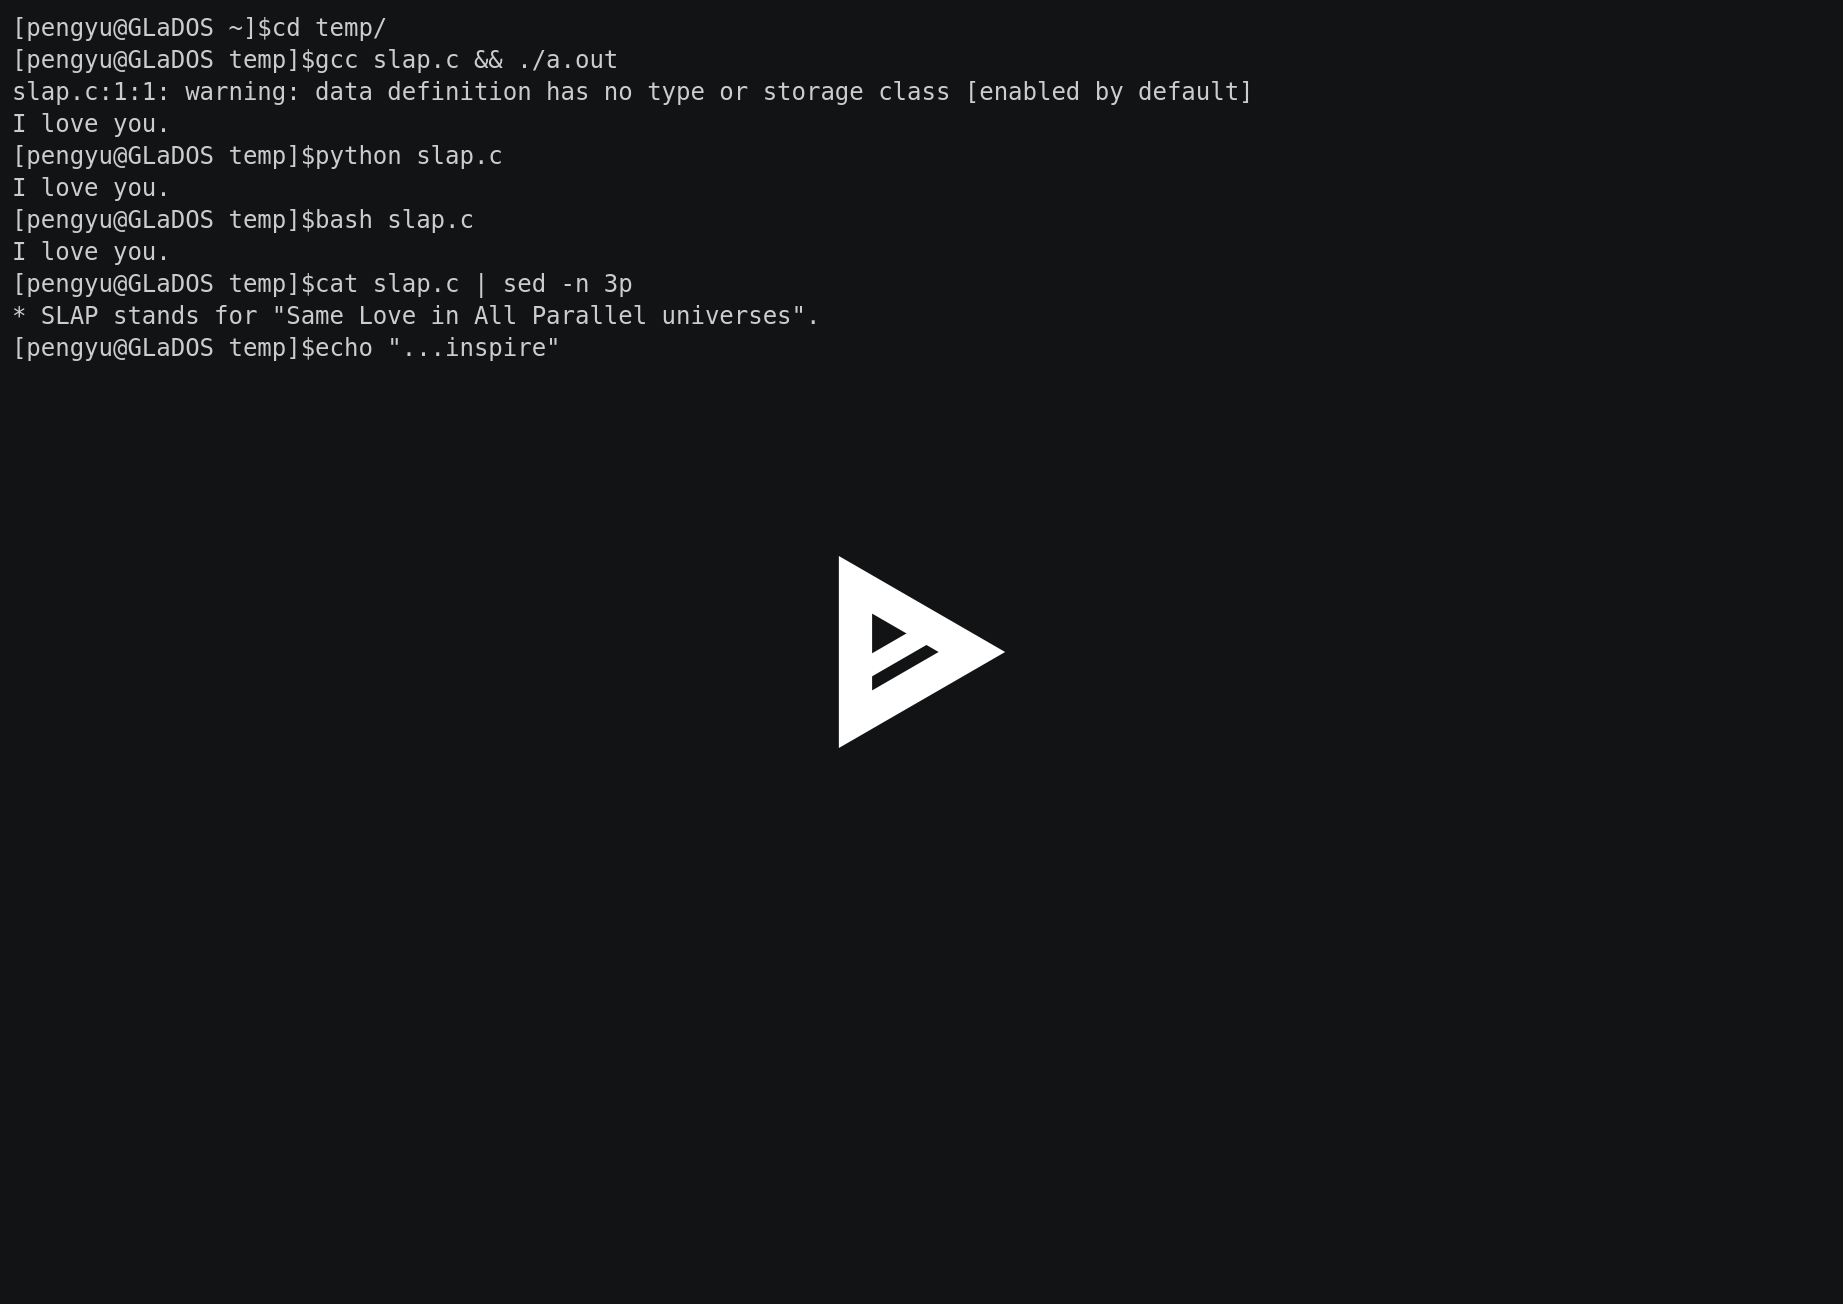 [pengyu@GLaDOS ~]$cd temp/
[pengyu@GLaDOS temp]$gcc slap.c && ./a.out
slap.c:1:1: warning: data definition has no type or storage class [enabled by default]
I love you.
[pengyu@GLaDOS temp]$python slap.c
I love you.
[pengyu@GLaDOS temp]$bash slap.c
I love you.
[pengyu@GLaDOS temp]$cat slap.c | sed -n 3p
* SLAP stands for "Same Love in All Parallel universes".
[pengyu@GLaDOS temp]$echo "...inspire"